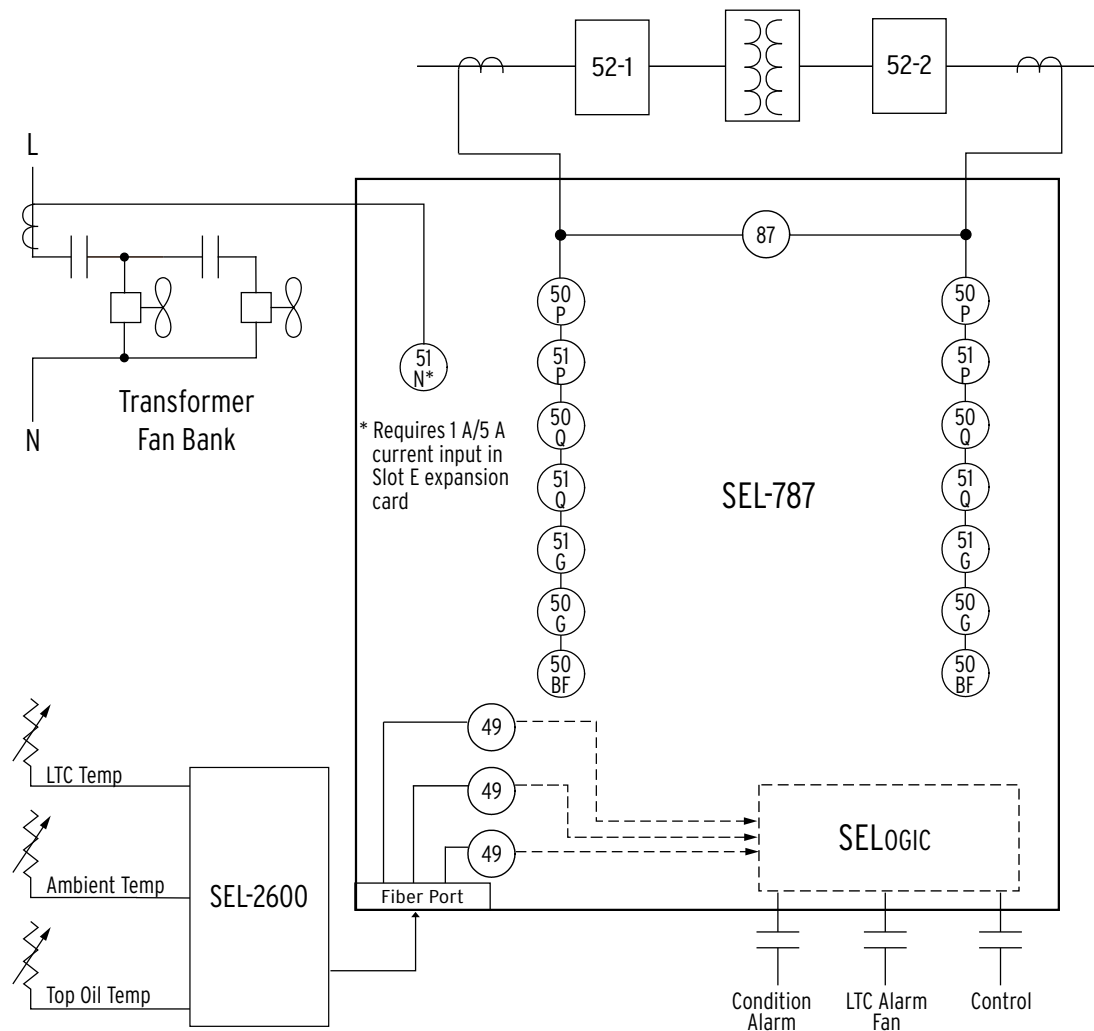 52-1
52-2
L
87
50
P
50
P
51
N*
51
P
51
P
Transformer
Fan Bank
N
* Requires 1 A/5 A
current input in
Slot E expansion
card
50
Q
50
Q
51
Q
SEL-787
51
Q
51
G
51
G
50
G
50
G
50
BF
50
BF
49
LTC Temp
49
SELOGIC
49
Ambient Temp
SEL-2600
Fiber Port
Top Oil Temp
Condition
Alarm
LTC Alarm
Fan
Control